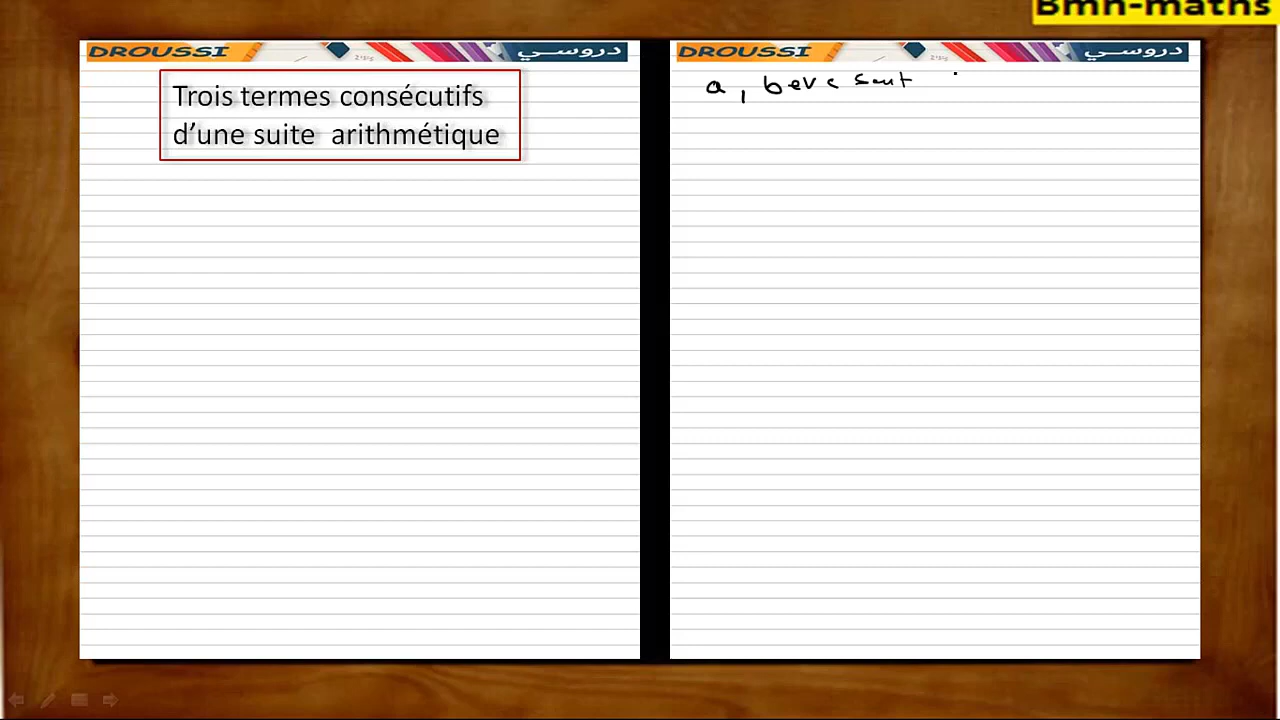 Bmh-maths
DROUSSI دروسي
Trois termes consécutifs
d’une suite arithmétique
DROUSSI دروسي
a, b et c sont